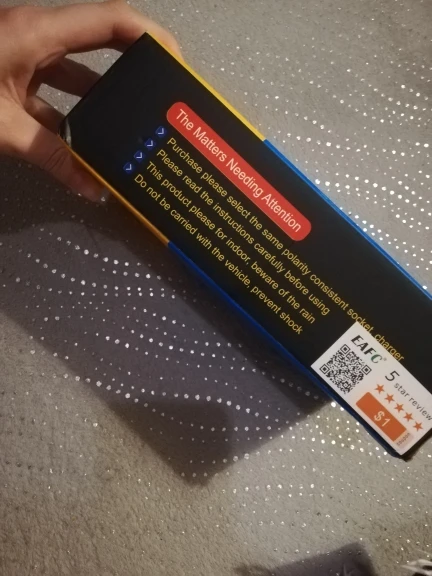 The Matters Needing Attention
Purchase please select the same polarity consistent socket charger
Please read the instructions carefully before using
This product please for indoor, beware of the rain
Do not be carried with the vehicle, prevent shock
EAFC
5 star review
$1